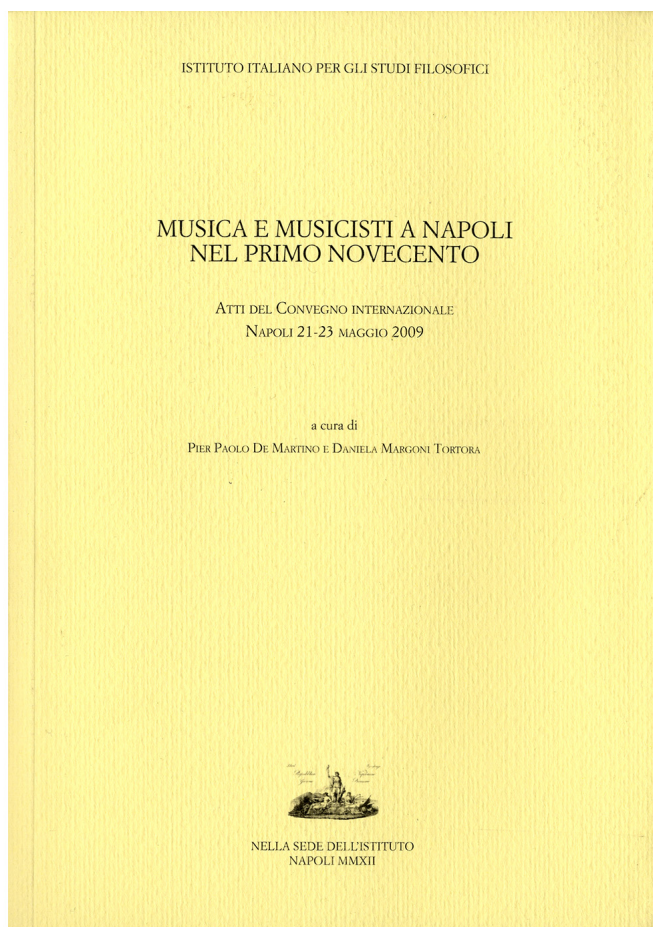 ISTITUTO ITALIANO PER GLI STUDI FILOSOFICI
MUSICA E MUSICISTI A NAPOLI
NEL PRIMO NOVECENTO
ATTI DEL CONVEGNO INTERNAZIONALE
NAPOLI 21-23 MAGGIO 2009
a cura di
PIER PAOLO DE MARTINO E DANIELA MARGONI TORTORA
NELLA SEDE DELL'ISTITUTO
NAPOLI MMXII